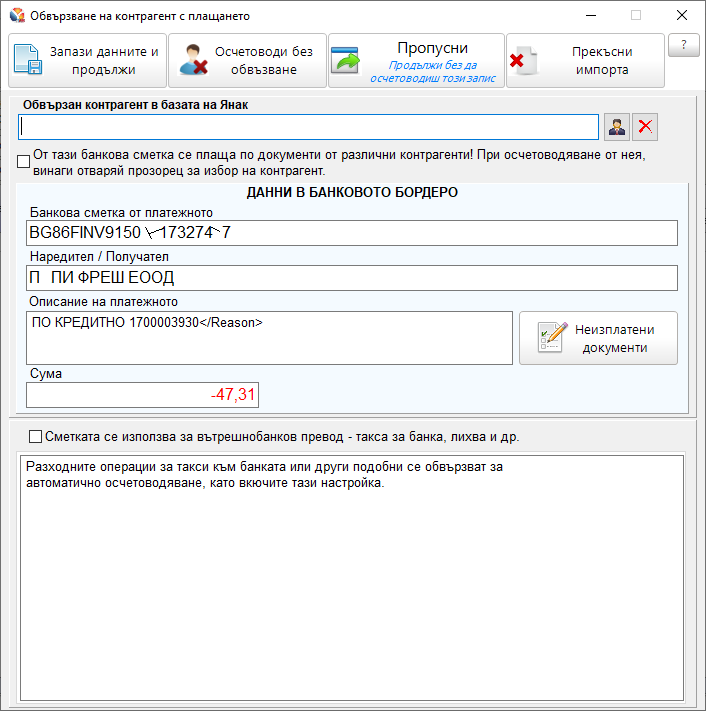 Обвързване на контрагент с плащането
Запази данните и
продължи
Осчетоводи без
обвъзване
Пропусни
Продължи без да
осчетоводиш този запис
Прекъсни
импорта
?
Обвързан контрагент в базата на Янак
От тази банкова сметка се плаща по документи от различни контрагенти! При осчетоводяване от нея,
винаги отваряй прозорец за избор на контрагент.
ДАННИ В БАНКОВОТО БОРДЕРО
Банкова сметка от платежното
BG86FINV9150 173274 7
Наредител / Получател
П ПИ ФРЕШ ЕООД
Описание на платежното
ПО КРЕДИТНО 1700003930</Reason>
Неизплатени
документи
Сума
-47,31
Сметката се използва за вътрешнобанков превод - такса за банка, лихва и др.
Разходните операции за такси към банката или други подобни се обвързват за
автоматично осчетоводяване, като вкючите тази настройка.